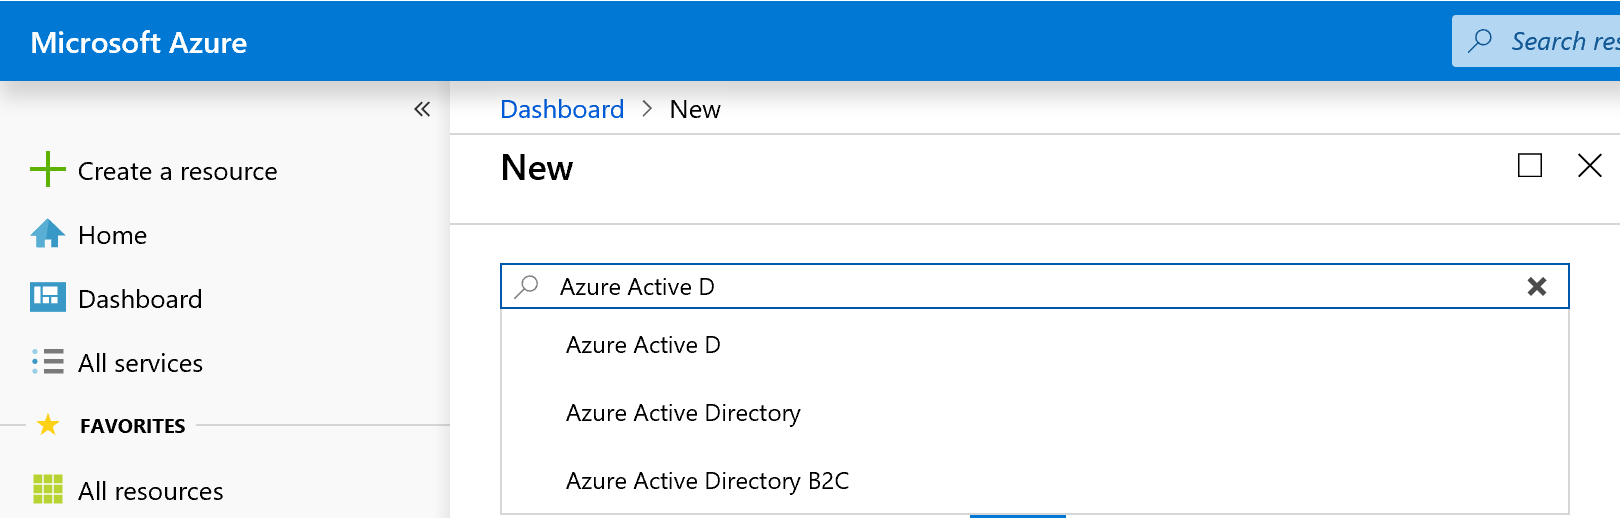 Microsoft Azure
Search res
Dashboard > New
New
Create a resource
Home
Dashboard
All services
FAVORITES
All resources
Azure Active D
Azure Active D
Azure Active Directory
Azure Active Directory B2C